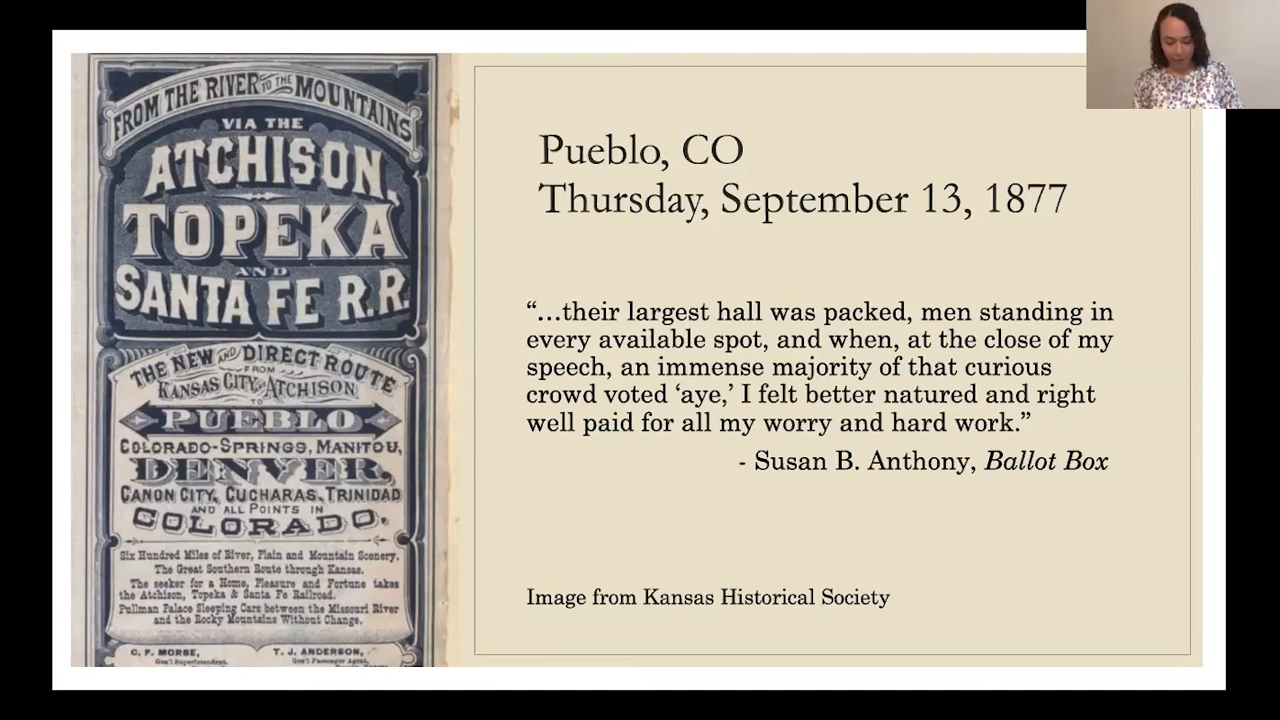 FROM THE RIVER TO THE MOUNTAINS
VIA THE
ATCHISON,
TOPEKA
AND
SANTA FE R.R.
THE NEW AND DIRECT ROUTE
FROM
KANSAS CITY AND ATCHISON
TO
PUEBLO
COLORADO-SPRINGS, MANITOU,
DENVER,
CANON CITY, CUCHARAS, TRINIDAD
AND ALL POINTS IN
COLORADO.
Six Hundred Miles of River, Plain and Mountain Scenery.
The Great Southern Route through Kansas.
The seeker for a Home, Pleasure and Fortune takes
the Atchison, Topeka & Santa Fe Railroad.
Pullman Palace Sleeping Cars between the Missouri River
and the Rocky Mountains Without Change.
C. F. MORSE, T. J. ANDERSON,
Gen'l Superintendent. Gen'l Passenger Agent,
Pueblo, CO
Thursday, September 13, 1877
“…their largest hall was packed, men standing in
every available spot, and when, at the close of my
speech, an immense majority of that curious
crowd voted ‘aye,’ I felt better natured and right
well paid for all my worry and hard work.”
- Susan B. Anthony, Ballot Box
Image from Kansas Historical Society